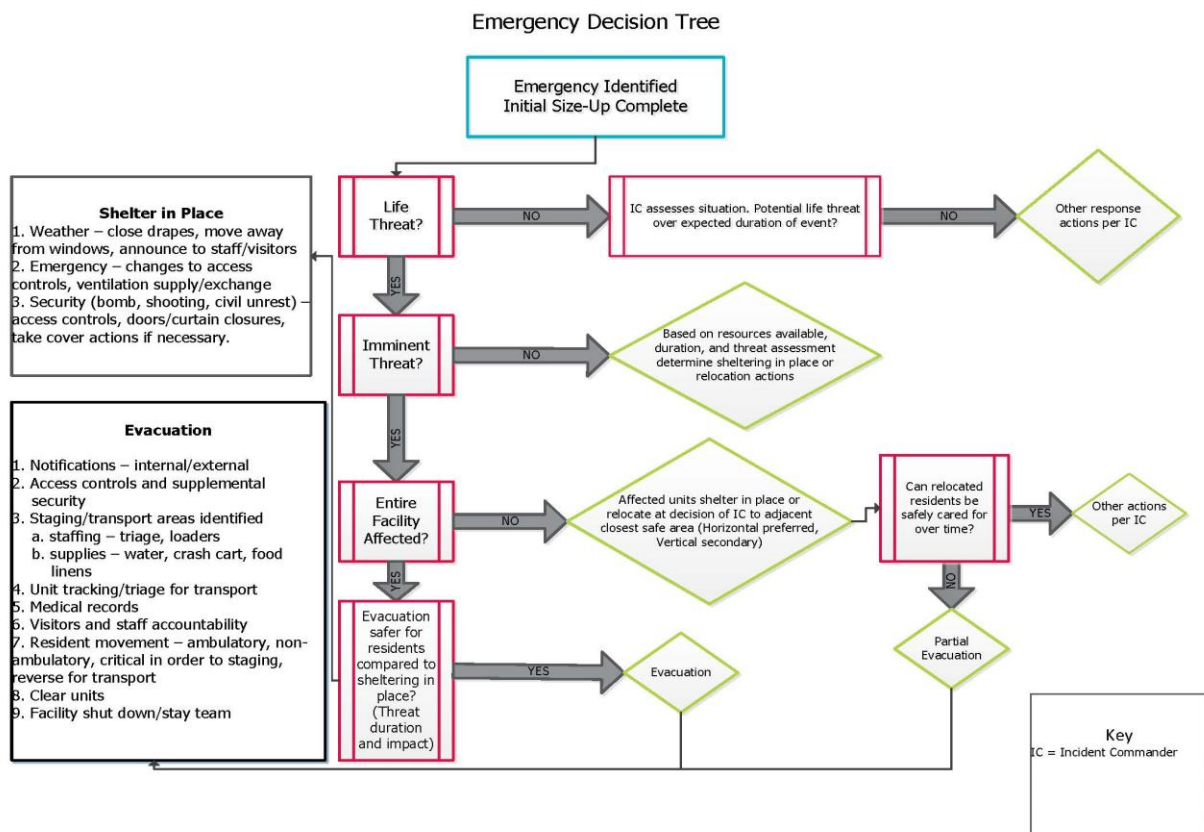 Emergency Decision Tree
Emergency Identified
Initial Size-Up Complete
Life
Threat?
NO
IC assesses situation. Potential life threat
over expected duration of event?
NO
Other response
actions per IC
Shelter in Place
1. Weather – close drapes, move away
from windows, announce to staff/visitors
2. Emergency – changes to access
controls, ventilation supply/exchange
3. Security (bomb, shooting, civil unrest) –
access controls, doors/curtain closures,
take cover actions if necessary.
YES
Imminent
Threat?
NO
Based on resources available,
duration, and threat assessment
determine sheltering in place or
relocation actions
YES
Evacuation
1. Notifications – internal/external
2. Access controls and supplemental
security
3. Staging/transport areas identified
a. staffing – triage, loaders
b. supplies – water, crash cart, food
linens
4. Unit tracking/triage for transport
5. Medical records
6. Visitors and staff accountability
7. Resident movement – ambulatory, non-
ambulatory, critical in order to staging,
reverse for transport
8. Clear units
9. Facility shut down/stay team
Entire
Facility
Affected?
NO
Affected units shelter in place or
relocate at decision of IC to adjacent
closest safe area (Horizontal preferred,
Vertical secondary)
Can relocated
residents be
safely cared for
over time?
YES
Other actions
per IC
YES
NO
Evacuation
safer for
residents
compared to
sheltering in
place?
(Threat
duration
and impact)
YES
Evacuation
Partial
Evacuation
Key
IC = Incident Commander